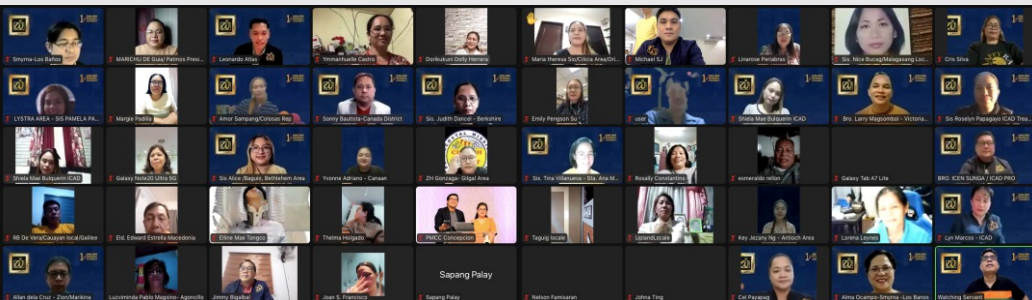 Smyrna-Los Baños
MARICHU DE Guia/ Patmos Presi...
Leonardo Atlas
Ymmanhuelle Castro
Dorikukun Dolly Herrera
Maria theresa Sio/Cilicia Area/Ori...
Michael SJ
Linarose Periabras
Sis. Nice Bucag/Malagasang Loc...
Cris Silva
LYSTRA AREA - SIS PAMELA PA...
Margie Padilla
Amor Sampang/Colosas Rep
Sonny Bautista-Canada District
Sis. Judith Dancel - Berkshire
Emily Pengson Su
user
Shiela Mae Bulquerin ICAD
Bro. Larry Magsombol - Victoria...
Sis Roselyn Papagayo ICAD Trea...
Shiela Mae Bulquerin ICAD
Galaxy Note20 Ultra 5G
Sis Alice (Baguio, Bethlehem Area)
Yvonne Adriano - Canaan
ZH Gonzaga- Gilgal Area
Sis. Tina Villanueva - Sta. Ana M...
Rosally Constantino
esmeraldo rellon
Galaxy Tab A7 Lite
BRO. ICEN SUNGA / ICAD PRO
RB De Vera/Cauayan local/Galilee
Eld. Edward Estrella Macedonia
Erline Mae Tongco
Thelma Holgado
PMCC Concepcion
Taguig locale
UplandLocale
Key Jezany Ng - Antioch Area
Lorena Leynes
Lyn Marcos - ICAD
Allan dela Cruz - Zion/Marikina
Luzviminda Pablo Magsino- Agoncillo
Jimmy Bigalbal
Joan S. Francisco
Sapang Palay
Sapang Palay
Nelson Famisaran
Johna Ting
Cel Payapag
Alma Ocampo-Smyrna -Los Banos
Watching Servant